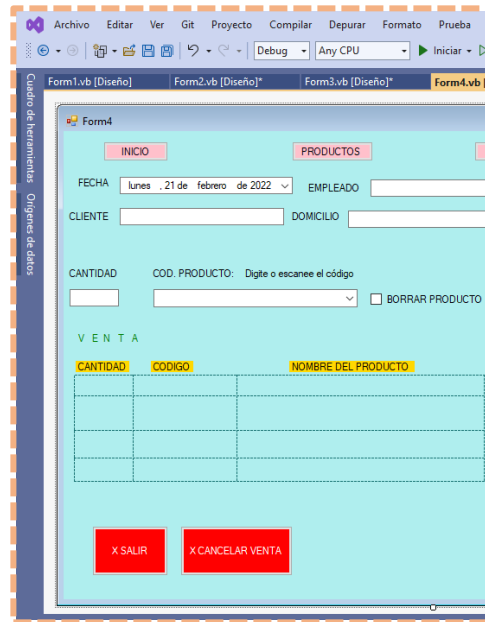 Archivo Editar Ver Git Proyecto Compilar Depurar Formato Prueba
Debug Any CPU Iniciar
Form1.vb [Diseño] Form2.vb [Diseño]* Form3.vb [Diseño]* Form4.vb [
Cuadro de herramientas
Orígenes de datos
Form4
INICIO PRODUCTOS
FECHA lunes , 21 de febrero de 2022 EMPLEADO
CLIENTE DOMICILIO
CANTIDAD COD. PRODUCTO: Digite o escanee el código
BORRAR PRODUCTO
V E N T A
CANTIDAD CODIGO NOMBRE DEL PRODUCTO
X SALIR X CANCELAR VENTA